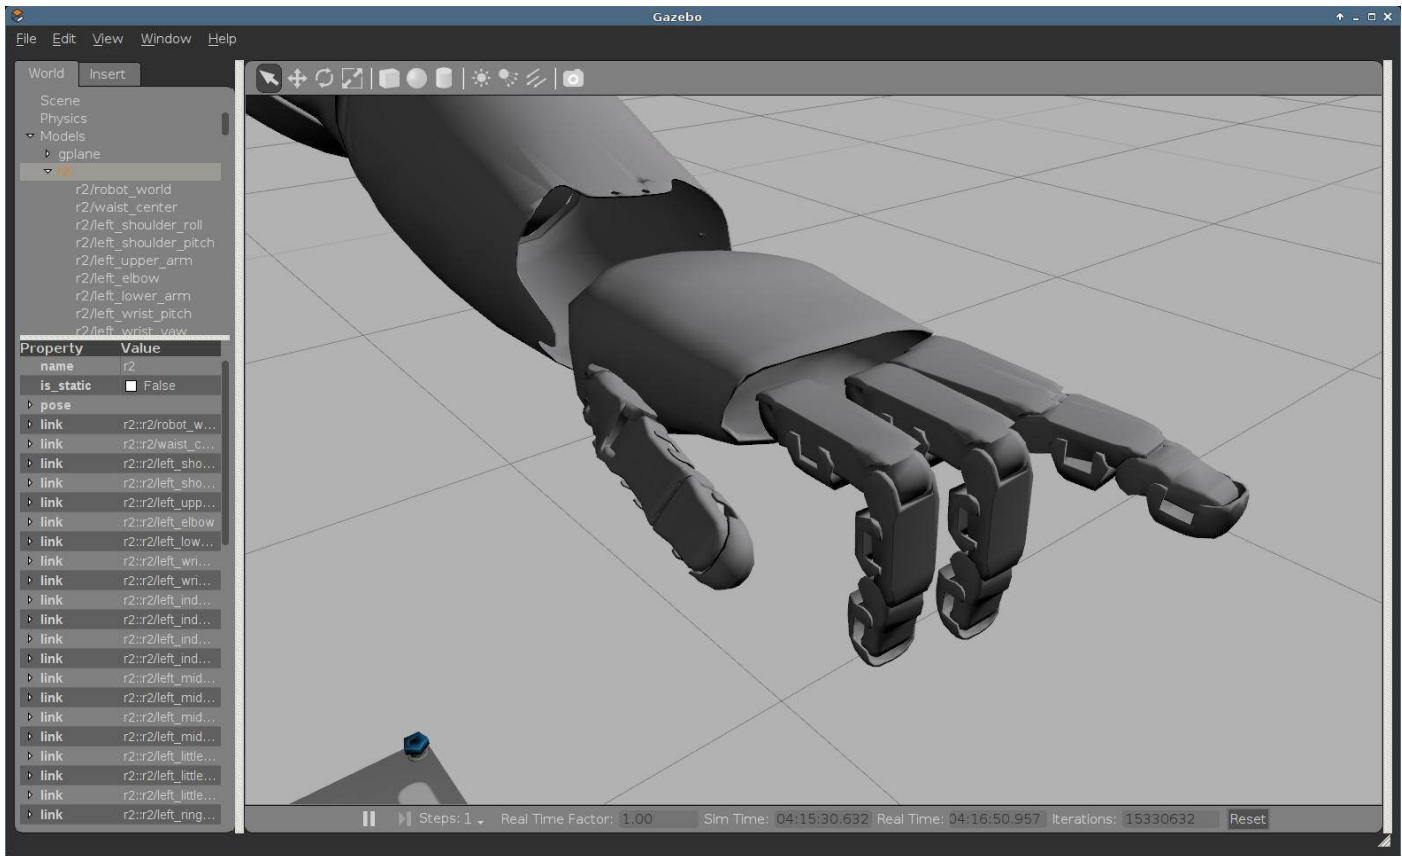 Gazebo
File Edit View Window Help
World Insert
Scene
Physics
Models
gplane
r2
r2/robot_world
r2/waist_center
r2/left_shoulder_roll
r2/left_shoulder_pitch
r2/left_upper_arm
r2/left_elbow
r2/left_lower_arm
r2/left_wrist_pitch
r2/left_wrist_yaw
Property Value
name r2
is_static False
pose
link r2::r2/robot_w...
link r2::r2/waist_c...
link r2::r2/left_sho...
link r2::r2/left_sho...
link r2::r2/left_upp...
link r2::r2/left_elbow
link r2::r2/left_low...
link r2::r2/left_wri...
link r2::r2/left_wri...
link r2::r2/left_ind...
link r2::r2/left_ind...
link r2::r2/left_ind...
link r2::r2/left_ind...
link r2::r2/left_mid...
link r2::r2/left_mid...
link r2::r2/left_mid...
link r2::r2/left_mid...
link r2::r2/left_little...
link r2::r2/left_little...
link r2::r2/left_little...
link r2::r2/left_ring...
Steps: 1 Real Time Factor: 1.00 Sim Time: 04:15:30.632 Real Time: 04:16:50.957 Iterations: 15330632 Reset